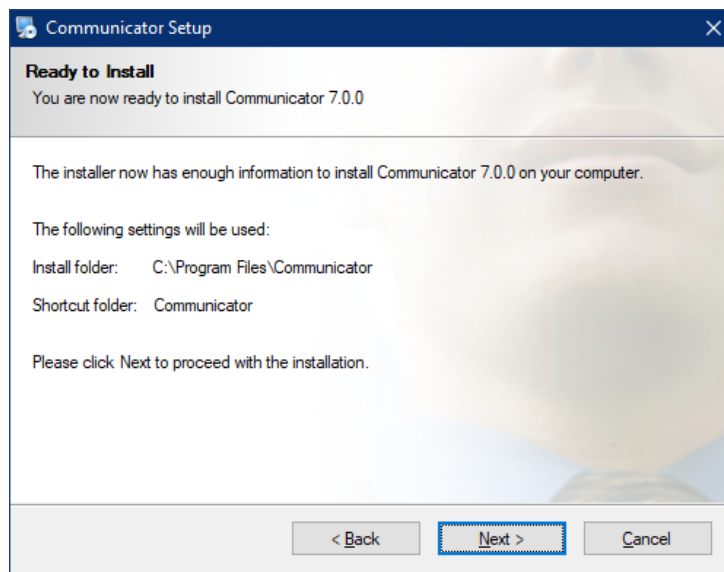 Communicator Setup
Ready to Install
You are now ready to install Communicator 7.0.0
The installer now has enough information to install Communicator 7.0.0 on your computer.
The following settings will be used:
Install folder: C:\Program Files\Communicator
Shortcut folder: Communicator
Please click Next to proceed with the installation.
< Back Next > Cancel